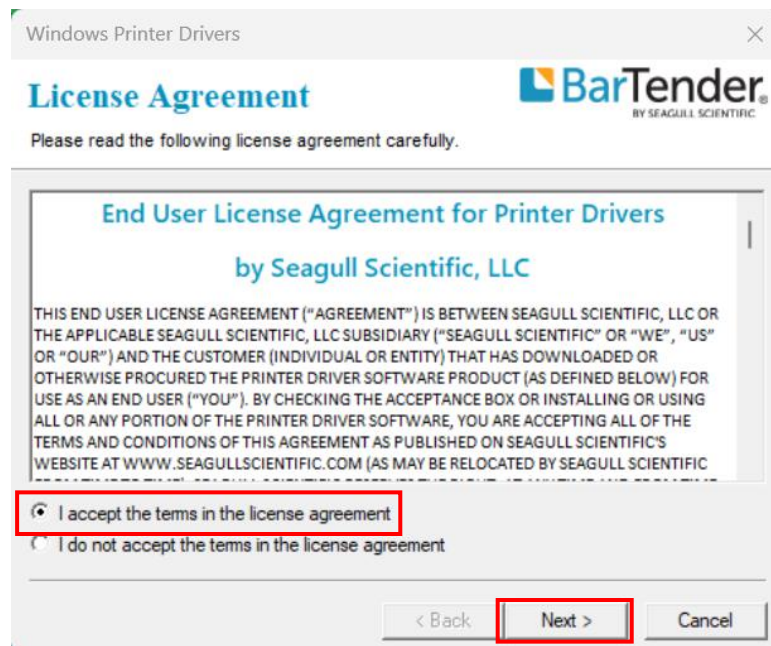 Windows Printer Drivers
License Agreement
BarTender®
BY SEAGULL SCIENTIFIC
Please read the following license agreement carefully.
End User License Agreement for Printer Drivers
by Seagull Scientific, LLC
THIS END USER LICENSE AGREEMENT (“AGREEMENT”) IS BETWEEN SEAGULL SCIENTIFIC, LLC OR
THE APPLICABLE SEAGULL SCIENTIFIC, LLC SUBSIDIARY (“SEAGULL SCIENTIFIC” OR “WE”, “US”
OR “OUR”) AND THE CUSTOMER (INDIVIDUAL OR ENTITY) THAT HAS DOWNLOADED OR
OTHERWISE PROCURED THE PRINTER DRIVER SOFTWARE PRODUCT (AS DEFINED BELOW) FOR
USE AS AN END USER (“YOU”). BY CHECKING THE ACCEPTANCE BOX OR INSTALLING OR USING
ALL OR ANY PORTION OF THE PRINTER DRIVER SOFTWARE, YOU ARE ACCEPTING ALL OF THE
TERMS AND CONDITIONS OF THIS AGREEMENT AS PUBLISHED ON SEAGULL SCIENTIFIC'S
WEBSITE AT WWW.SEAGULLSCIENTIFIC.COM (AS MAY BE RELOCATED BY SEAGULL SCIENTIFIC
I accept the terms in the license agreement
I do not accept the terms in the license agreement
< Back
Next >
Cancel